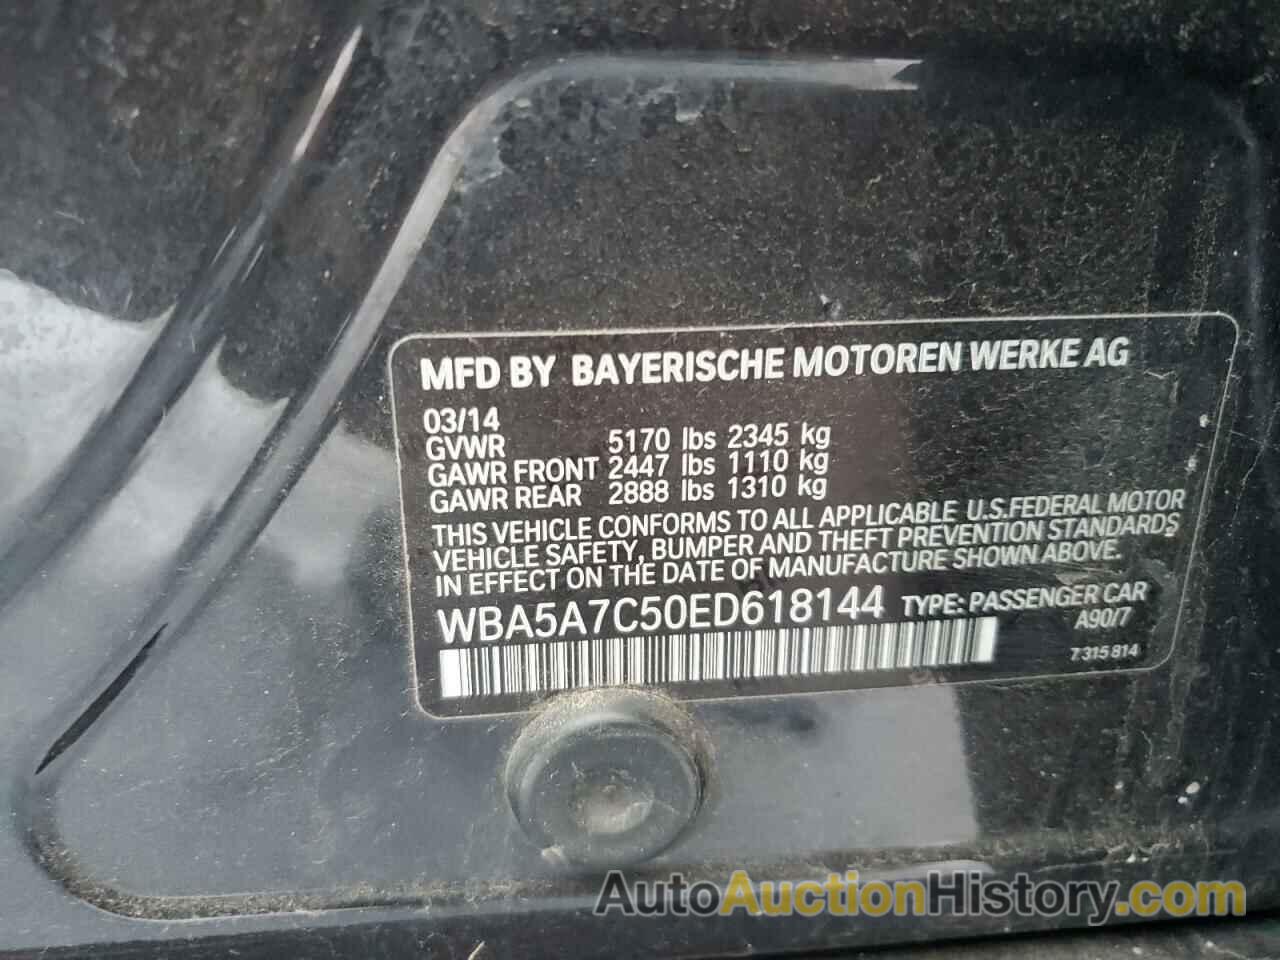 MFD BY BAYERISCHE MOTOREN WERKE AG
03/14
GVWR 5170 lbs 2345 kg
GAWR FRONT 2447 lbs 1110 kg
GAWR REAR 2888 lbs 1310 kg
THIS VEHICLE CONFORMS TO ALL APPLICABLE U.S.FEDERAL MOTOR
VEHICLE SAFETY, BUMPER AND THEFT PREVENTION STANDARDS
IN EFFECT ON THE DATE OF MANUFACTURE SHOWN ABOVE.
WBA5A7C50ED618144 TYPE: PASSENGER CAR
A90/7
7 315 814
AutoAuctionHistory.com